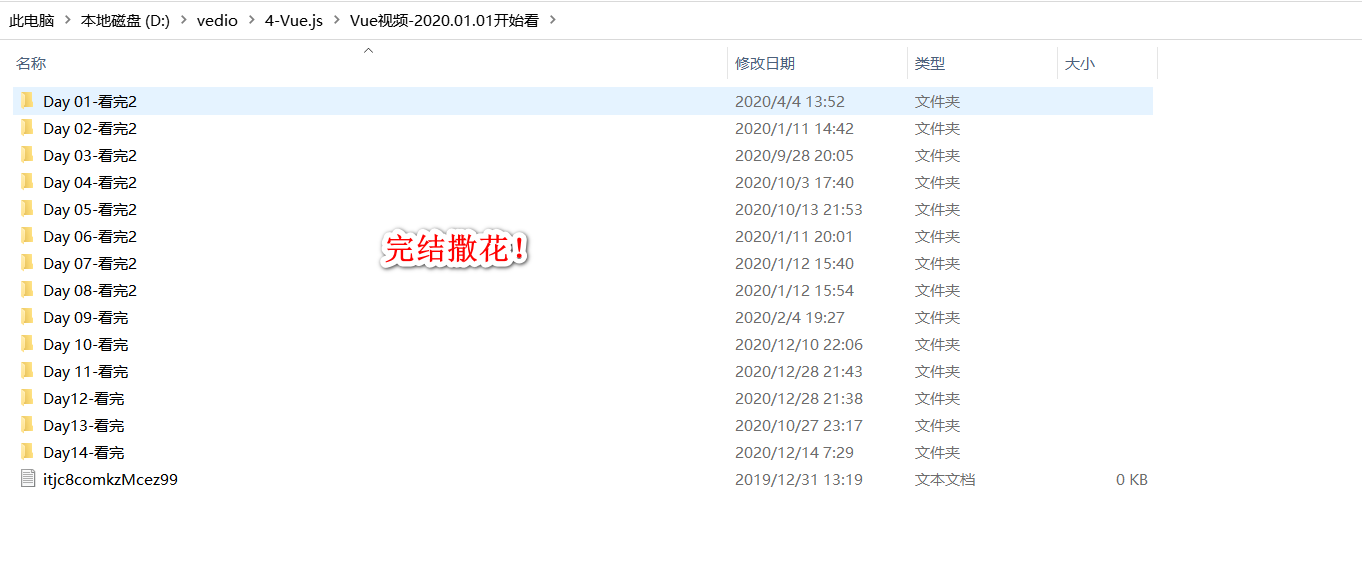 此电脑 > 本地磁盘 (D:) > vedio > 4-Vue.js > Vue视频-2020.01.01开始看 >
名称 修改日期 类型 大小
Day 01-看完2 2020/4/4 13:52 文件夹
Day 02-看完2 2020/1/11 14:42 文件夹
Day 03-看完2 2020/9/28 20:05 文件夹
Day 04-看完2 2020/10/3 17:40 文件夹
Day 05-看完2 2020/10/13 21:53 文件夹
Day 06-看完2 2020/1/11 20:01 文件夹
完结撒花！
Day 07-看完2 2020/1/12 15:40 文件夹
Day 08-看完2 2020/1/12 15:54 文件夹
Day 09-看完 2020/2/4 19:27 文件夹
Day 10-看完 2020/12/10 22:06 文件夹
Day 11-看完 2020/12/28 21:43 文件夹
Day12-看完 2020/12/28 21:38 文件夹
Day13-看完 2020/10/27 23:17 文件夹
Day14-看完 2020/12/14 7:29 文件夹
itjc8comkzMcez99 2019/12/31 13:19 文本文档 0 KB